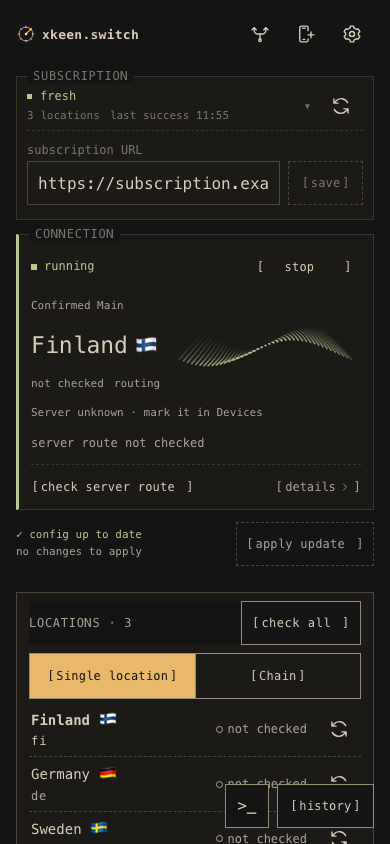 xkeen.switch
SUBSCRIPTION
fresh
3 locations last success 11:55
subscription URL
https://subscription.exa
[save]
CONNECTION
running
[ stop ]
Confirmed Main
Finland
not checked routing
Server unknown · mark it in Devices
server route not checked
[check server route ]
[details > ]
✓ config up to date
no changes to apply
[apply update ]
LOCATIONS · 3
[check all ]
[Single location]
[Chain]
Finland
not checked
fi
Germany
not checked
de
>_
[history]
Sweden
not checked